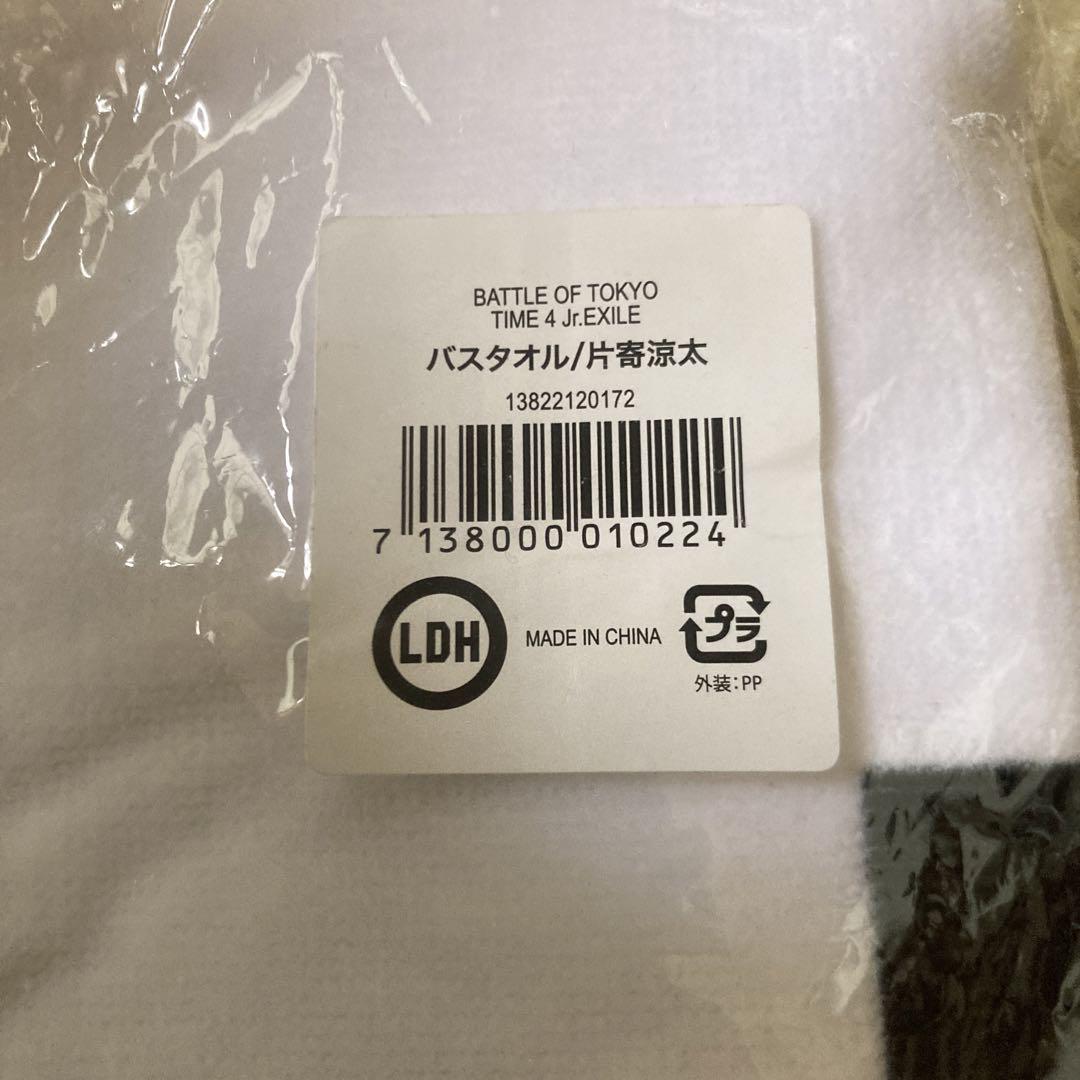 BATTLE OF TOKYO
TIME 4 Jr.EXILE
バスタオル/片寄涼太
13822120172
7 138000 010224
LDH
MADE IN CHINA
プラ
外装:PP